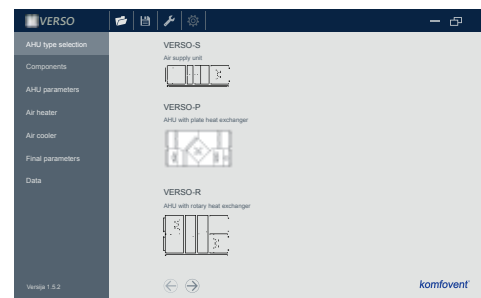 VERSO
AHU type selection
Components
AHU parameters
Air heater
Air cooler
Final parameters
Data
Versija 1.5.2
VERSO-S
Air supply unit
VERSO-P
AHU with plate heat exchanger
VERSO-R
AHU with rotary heat exchanger
komfovent